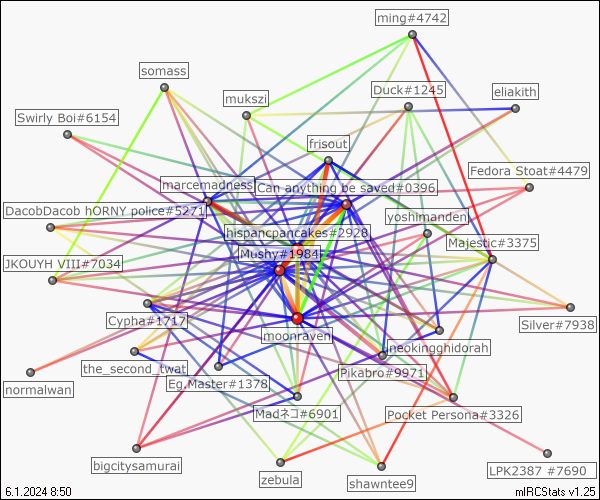 ming#4742
somass
Duck#1245
eliakith
mukszi
Swirly Boi#6154
frisout
Fedora Stoat#4479
marcemadness
Can anything be saved#0396
DacobDacob hORNY police#5271
yoshimanden
hispancpancakes#2928
Majestic#3375
Mushy#1984
JKOUYH VIII#7034
Cypha#1717
Silver#7938
moonraven
neokingghidorah
the_second_twat
Pikabro#9971
Eg.Master#1378
normalwan
Madネコ#6901
Pocket Persona#3326
bigcitysamurai
zebula
LPK2387 #7690
shawntee9
6.1.2024 8:50
mIRCStats v1.25